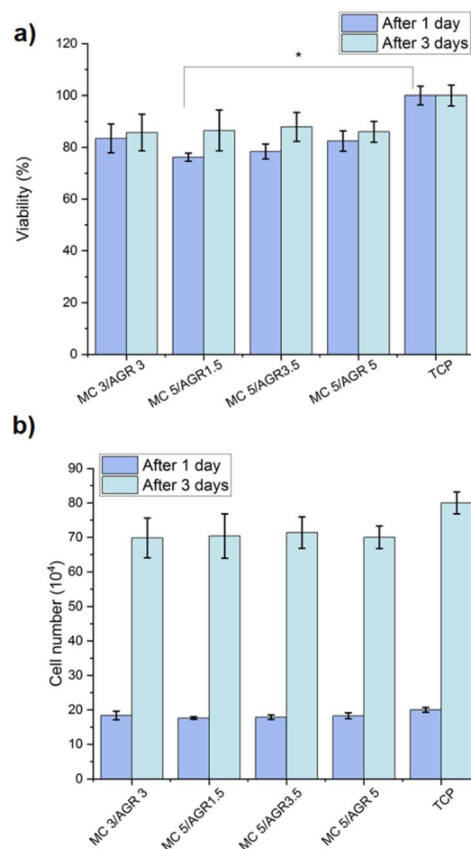 a)
After 1 day
After 3 days
*
120
100
80
60
40
20
0
Viability (%)
MC 3/AGR 3
MC 5/AGR1.5
MC 5/AGR3.5
MC 5/AGR 5
TCP
b)
After 1 day
After 3 days
90
80
70
60
50
40
30
20
10
0
Cell number (10⁴)
MC 3/AGR 3
MC 5/AGR1.5
MC 5/AGR3.5
MC 5/AGR 5
TCP